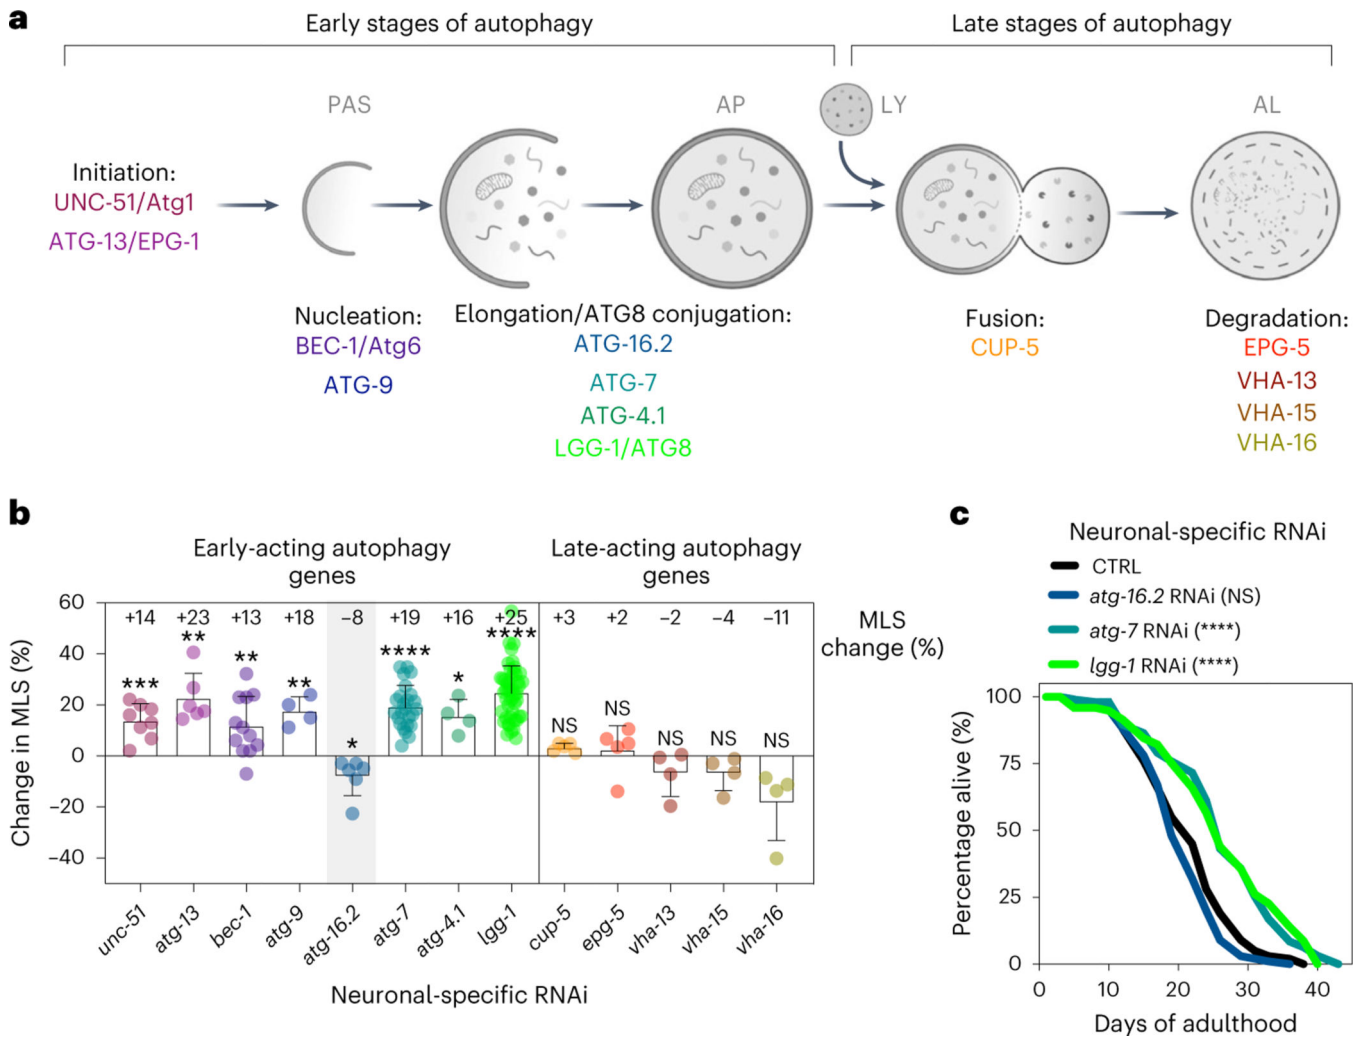 a
Early stages of autophagy
Late stages of autophagy
PAS
AP
LY
AL
Initiation:
UNC-51/Atg1
ATG-13/EPG-1
Nucleation:
BEC-1/Atg6
ATG-9
Elongation/ATG8 conjugation:
ATG-16.2
ATG-7
ATG-4.1
LGG-1/ATG8
Fusion:
CUP-5
Degradation:
EPG-5
VHA-13
VHA-15
VHA-16
b
Early-acting autophagy
genes
Late-acting autophagy
genes
MLS
change (%)
+14 +23 +13 +18 −8 +19 +16 +25 +3 +2 −2 −4 −11
*** ** ** ** * **** * **** NS NS NS NS NS
Change in MLS (%)
60
40
20
0
−20
−40
unc-51 atg-13 bec-1 atg-9 atg-16.2 atg-7 atg-4.1 lgg-1 cup-5 epg-5 vha-13 vha-15 vha-16
Neuronal-specific RNAi
c
Neuronal-specific RNAi
CTRL
atg-16.2 RNAi (NS)
atg-7 RNAi (****)
lgg-1 RNAi (****)
Percentage alive (%)
100
75
50
25
0
0 10 20 30 40
Days of adulthood